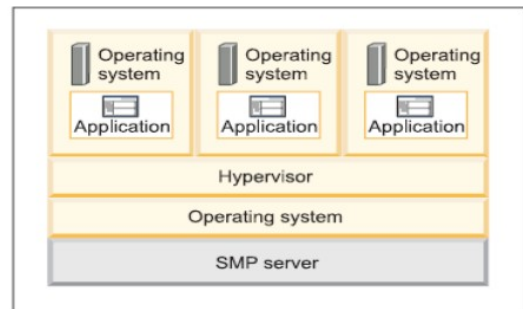 Operating system
Application
Operating system
Application
Operating system
Application
Hypervisor
Operating system
SMP server